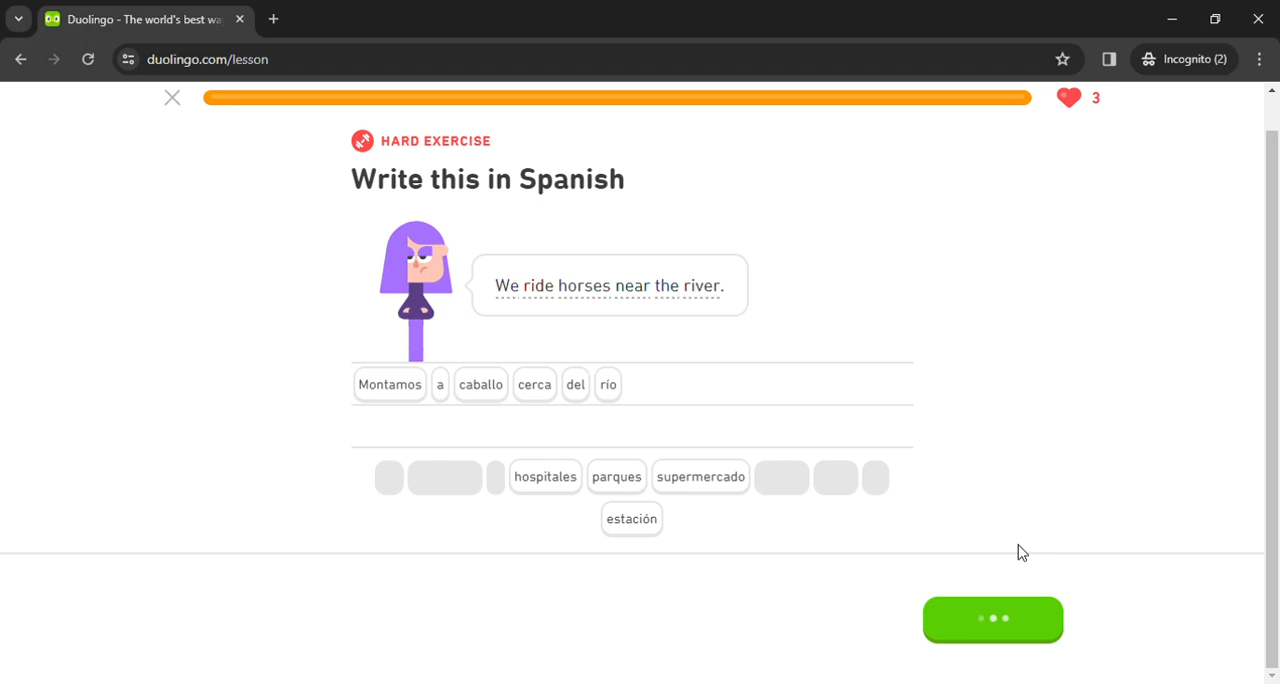 Duolingo - The world's best wa
duolingo.com/lesson
Incognito (2)
3
HARD EXERCISE
Write this in Spanish
We ride horses near the river.
Montamos a caballo cerca del río
hospitales parques supermercado
estación